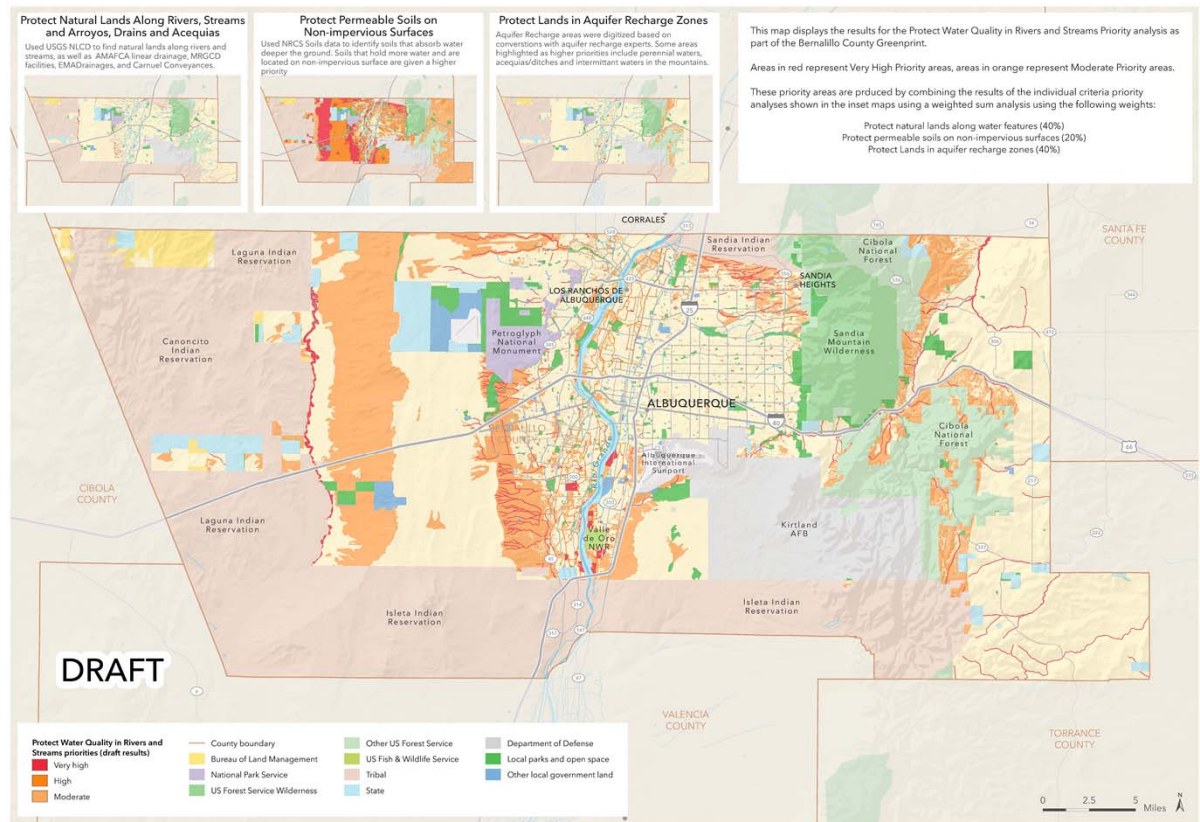 Protect Natural Lands Along Rivers, Streams
and Arroyos, Drains and Acequias
Used USGS NLCD to find natural lands along rivers and
streams, as well as AMAFCA linear drainage, MRGCD
facilities, EMADrainages, and Carnuel Conveyances.
Protect Permeable Soils on
Non-impervious Surfaces
Used NRCS Soils data to identify soils that absorb water
deeper the ground. Soils that hold more water and are
located on non-impervious surface are given a higher
priority
Protect Lands in Aquifer Recharge Zones
Aquifer Recharge areas were digitized based on
converstions with aquifer recharge experts. Some areas
highlighted as higher priorities include perennial waters,
acequias/ditches and intermittant waters in the mountains.
This map displays the results for the Protect Water Quality in Rivers and Streams Priority analysis as
part of the Bernalillo County Greenprint.
Areas in red represent Very High Priority areas, areas in orange represent Moderate Priority areas.
These priority areas are prduced by combining the results of the individual criteria priority
analyses shown in the inset maps using a weighted sum analysis using the following weights:
Protect natural lands along water features (40%)
Protect permeable soils on non-impervious surfaces (20%)
Protect Lands in aquifer recharge zones (40%)
CORRALES
SANTA FE
COUNTY
Laguna Indian
Reservation
Sandia Indian
Reservation
Cibola
National
Forest
SANDIA
HEIGHTS
LOS RANCHOS DE
ALBUQUERQUE
25
Canoncito
Indian
Reservation
Petroglyph
National
Monument
Sandia
Mountain
Wilderness
ALBUQUERQUE
40
BERNALILLO
COUNTY
Rio Grande
Cibola
National
Forest
66
Albuquerque
International
Sunport
CIBOLA
COUNTY
Laguna Indian
Reservation
Kirtland
AFB
Valle
de Oro
NWR
Isleta Indian
Reservation
Isleta Indian
Reservation
314
47
6
DRAFT
VALENCIA
COUNTY
TORRANCE
COUNTY
Protect Water Quality in Rivers and
Streams priorities (draft results)
Very high
High
Moderate
County boundary
Bureau of Land Management
National Park Service
US Forest Service Wilderness
Other US Forest Service
US Fish & Wildlife Service
Tribal
State
Department of Defense
Local parks and open space
Other local government land
0 2.5 5
Miles
N